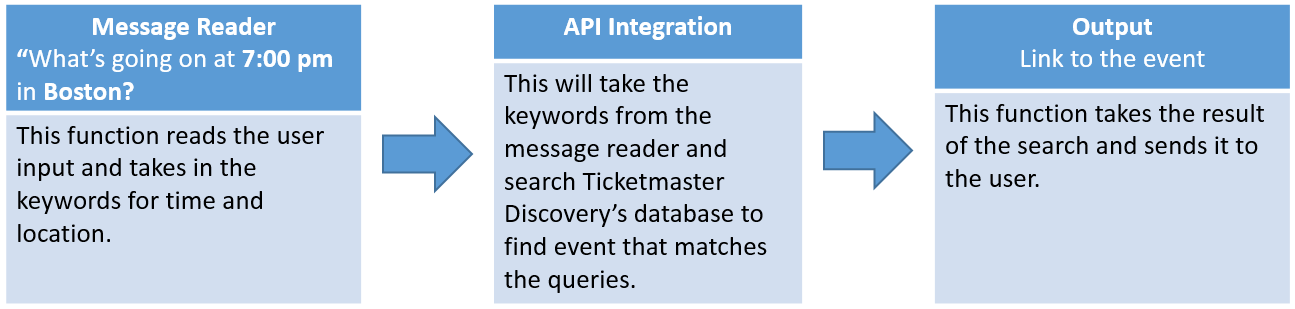 Message Reader
“What’s going on at 7:00 pm
in Boston?
This function reads the user
input and takes in the
keywords for time and
location.
API Integration
This will take the
keywords from the
message reader and
search Ticketmaster
Discovery’s database to
find event that matches
the queries.
Output
Link to the event
This function takes the result
of the search and sends it to
the user.